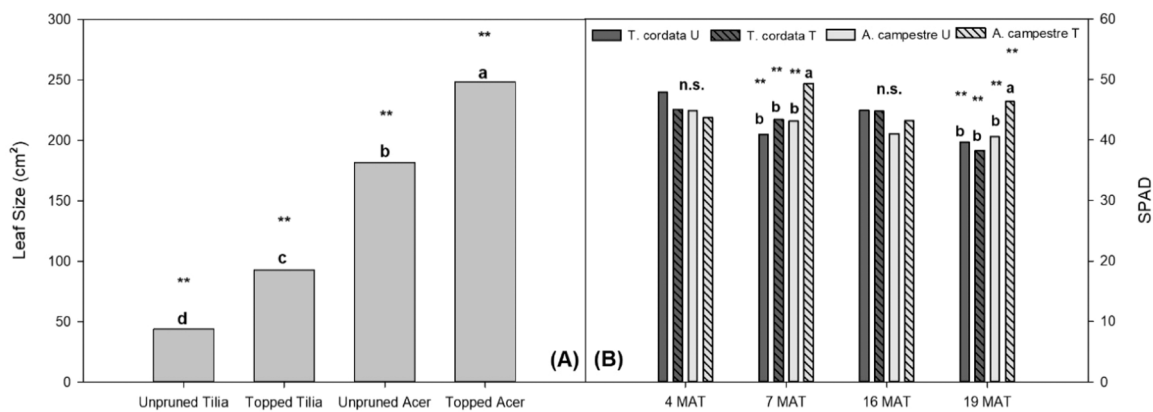 300
250
200
150
100
50
0
Leaf Size (cm²)
**
d
**
c
**
b
**
a
Unpruned Tilia
Topped Tilia
Unpruned Acer
Topped Acer
(A)
(B)
T. cordata U
T. cordata T
A. campestre U
A. campestre T
n.s.
** ** ** a
b b b
n.s.
** ** ** **
b b b a
4 MAT
7 MAT
16 MAT
19 MAT
60
50
40
30
20
10
0
SPAD